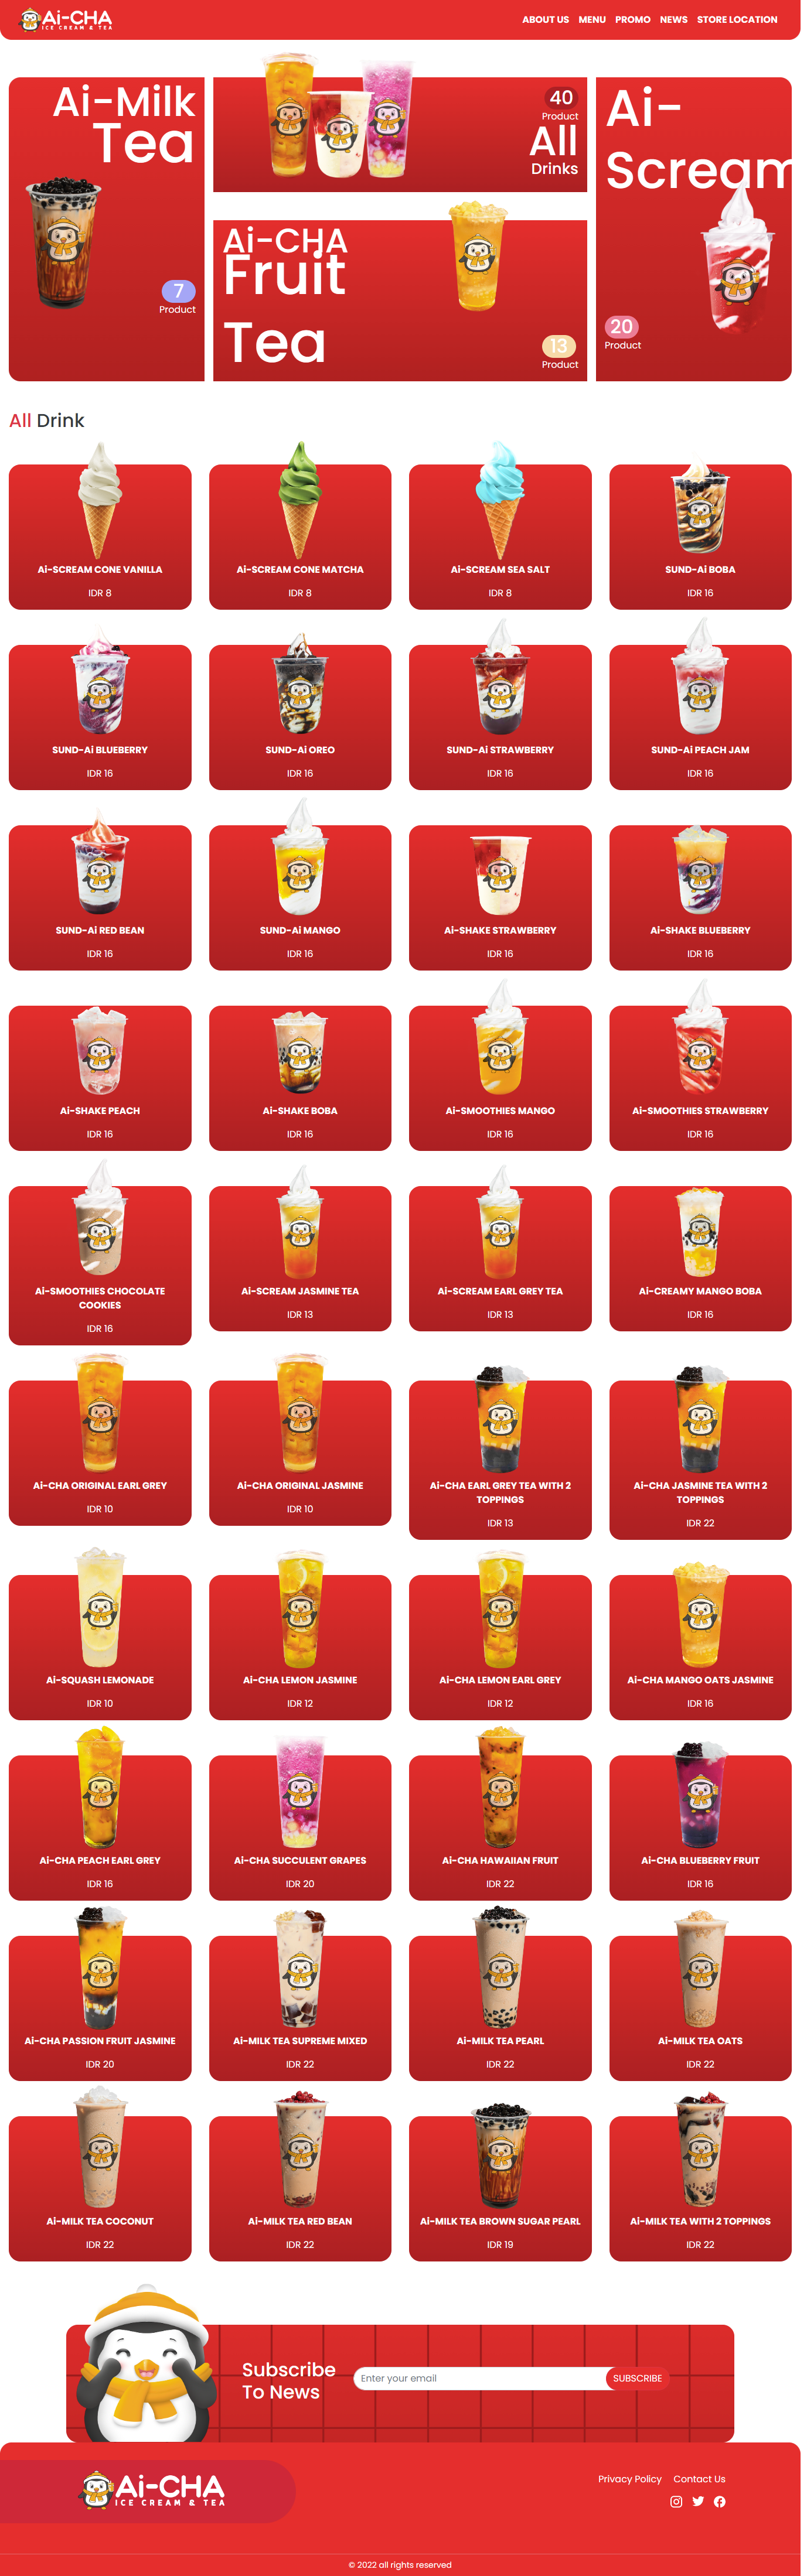 Ai-CHA
ICE CREAM & TEA
ABOUT US MENU PROMO NEWS STORE LOCATION
Ai-Milk
Tea
7
Product
40
Product
All
Drinks
Ai-CHA
Fruit
Tea
13
Product
Ai-
Scream
20
Product
All Drink
Ai-SCREAM CONE VANILLA
IDR 8
Ai-SCREAM CONE MATCHA
IDR 8
Ai-SCREAM SEA SALT
IDR 8
SUND-Ai BOBA
IDR 16
SUND-Ai BLUEBERRY
IDR 16
SUND-Ai OREO
IDR 16
SUND-Ai STRAWBERRY
IDR 16
SUND-Ai PEACH JAM
IDR 16
SUND-Ai RED BEAN
IDR 16
SUND-Ai MANGO
IDR 16
Ai-SHAKE STRAWBERRY
IDR 16
Ai-SHAKE BLUEBERRY
IDR 16
Ai-SHAKE PEACH
IDR 16
Ai-SHAKE BOBA
IDR 16
Ai-SMOOTHIES MANGO
IDR 16
Ai-SMOOTHIES STRAWBERRY
IDR 16
Ai-SMOOTHIES CHOCOLATE
COOKIES
IDR 16
Ai-SCREAM JASMINE TEA
IDR 13
Ai-SCREAM EARL GREY TEA
IDR 13
Ai-CREAMY MANGO BOBA
IDR 16
Ai-CHA ORIGINAL EARL GREY
IDR 10
Ai-CHA ORIGINAL JASMINE
IDR 10
Ai-CHA EARL GREY TEA WITH 2
TOPPINGS
IDR 13
Ai-CHA JASMINE TEA WITH 2
TOPPINGS
IDR 22
Ai-SQUASH LEMONADE
IDR 10
Ai-CHA LEMON JASMINE
IDR 12
Ai-CHA LEMON EARL GREY
IDR 12
Ai-CHA MANGO OATS JASMINE
IDR 16
Ai-CHA PEACH EARL GREY
IDR 16
Ai-CHA SUCCULENT GRAPES
IDR 20
Ai-CHA HAWAIIAN FRUIT
IDR 22
Ai-CHA BLUEBERRY FRUIT
IDR 16
Ai-CHA PASSION FRUIT JASMINE
IDR 20
Ai-MILK TEA SUPREME MIXED
IDR 22
Ai-MILK TEA PEARL
IDR 22
Ai-MILK TEA OATS
IDR 22
Ai-MILK TEA COCONUT
IDR 22
Ai-MILK TEA RED BEAN
IDR 22
Ai-MILK TEA BROWN SUGAR PEARL
IDR 19
Ai-MILK TEA WITH 2 TOPPINGS
IDR 22
Subscribe
To News
Enter your email
SUBSCRIBE
Ai-CHA
ICE CREAM & TEA
Privacy Policy Contact Us
© 2022 all rights reserved